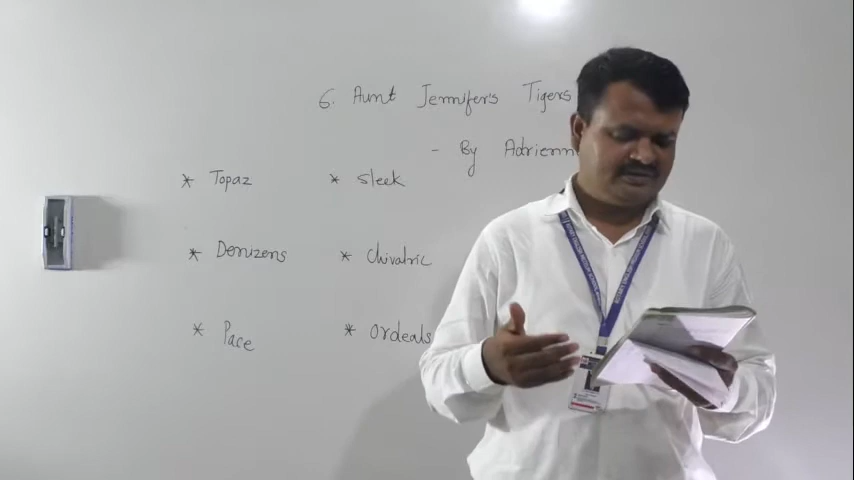 6. Aunt Jennifer's Tigers
- By Adrienn
* Topaz * Sleek
* Denizens * Chivalric
* Pace * Ordeals